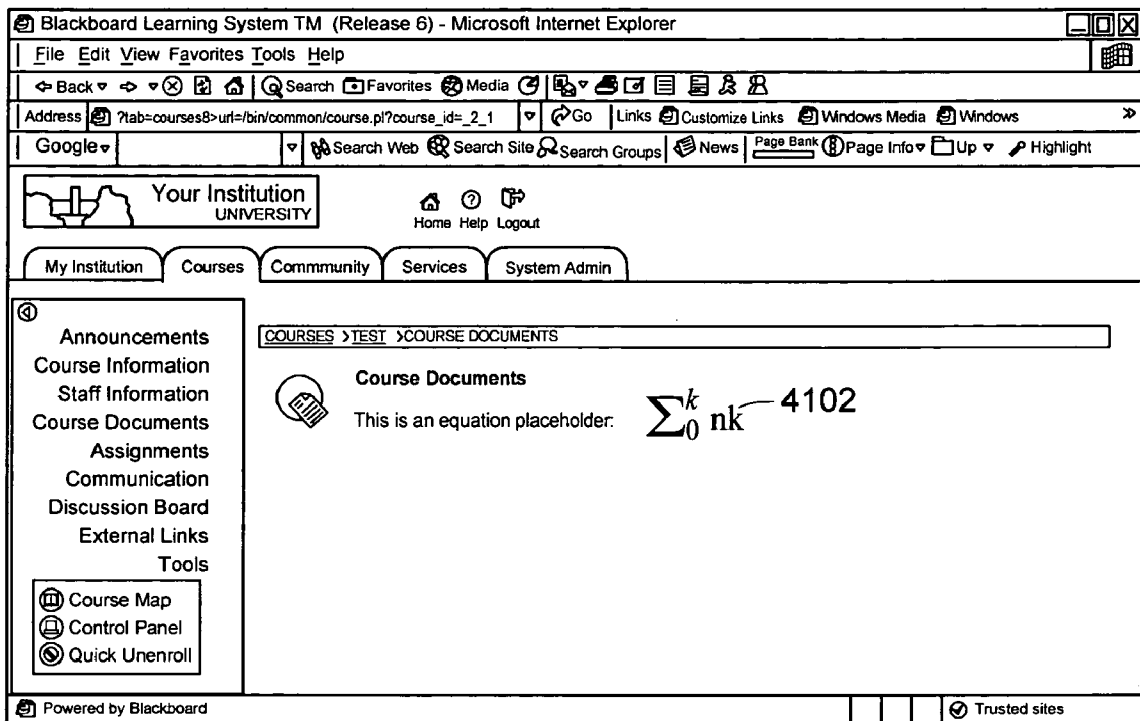 Blackboard Learning System TM (Release 6) - Microsoft Internet Explorer
File Edit View Favorites Tools Help
Back Search Favorites Media
Address ?tab=courses8>url=/bin/common/course.pl?course_id=_2_1 Go Links Customize Links Windows Media Windows »
Google Search Web Search Site Search Groups News Page Bank Page Info Up Highlight
Your Institution
UNIVERSITY
Home Help Logout
My Institution Courses Commmunity Services System Admin
Announcements
Course Information
Staff Information
Course Documents
Assignments
Communication
Discussion Board
External Links
Tools
Course Map
Control Panel
Quick Unenroll
COURSES >TEST >COURSE DOCUMENTS
Course Documents
This is an equation placeholder: ∑₀ᵏ nk 4102
Powered by Blackboard Trusted sites